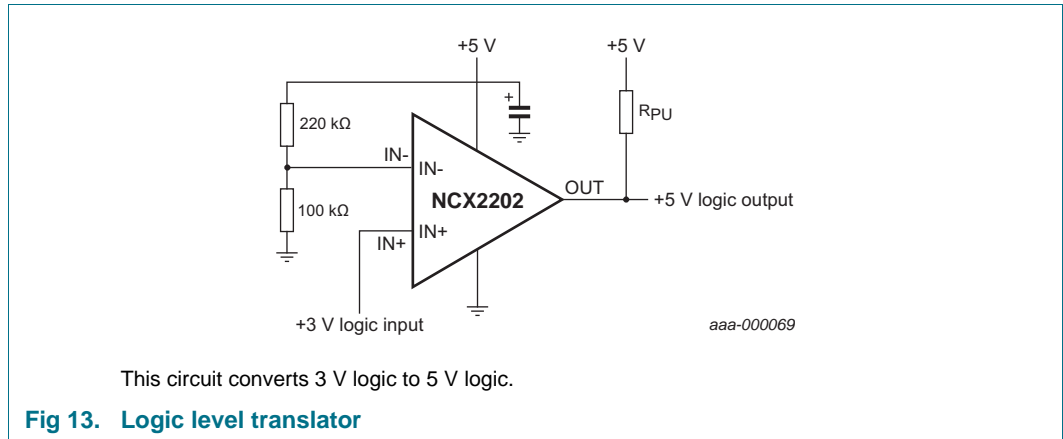 +5 V
+5 V
+
220 kΩ
RPU
IN-
IN-
NCX2202
OUT
+5 V logic output
100 kΩ
IN+
IN+
+3 V logic input
aaa-000069
This circuit converts 3 V logic to 5 V logic.
Fig 13. Logic level translator